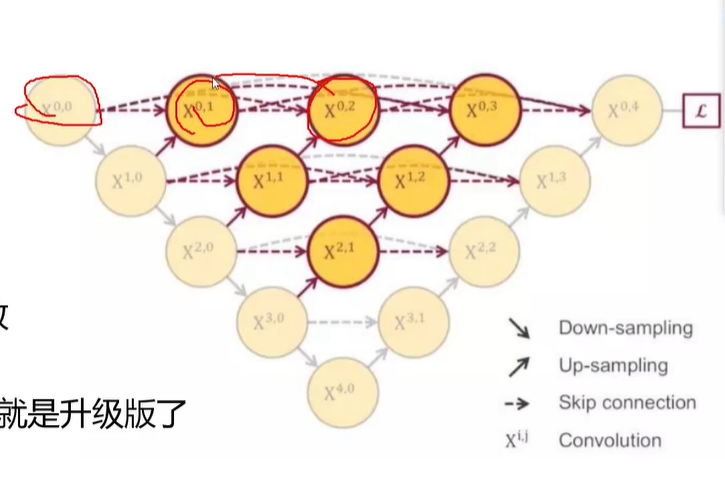 X^{0,0} X^{0,1} X^{0,2} X^{0,3} X^{0,4} ℒ
X^{1,0} X^{1,1} X^{1,2} X^{1,3}
X^{2,0} X^{2,1} X^{2,2}
X^{3,0} X^{3,1}
X^{4,0}
Down-sampling
Up-sampling
Skip connection
X^{i,j} Convolution
就是升级版了